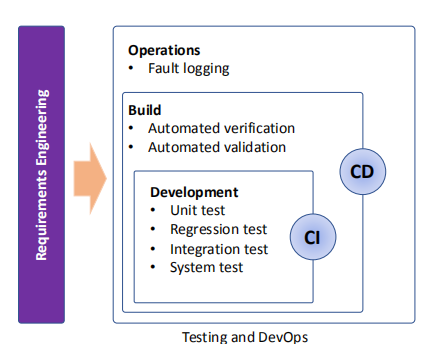 Requirements Engineering
Operations
• Fault logging
Build
• Automated verification
• Automated validation
CD
Development
• Unit test
• Regression test
• Integration test
• System test
CI
Testing and DevOps